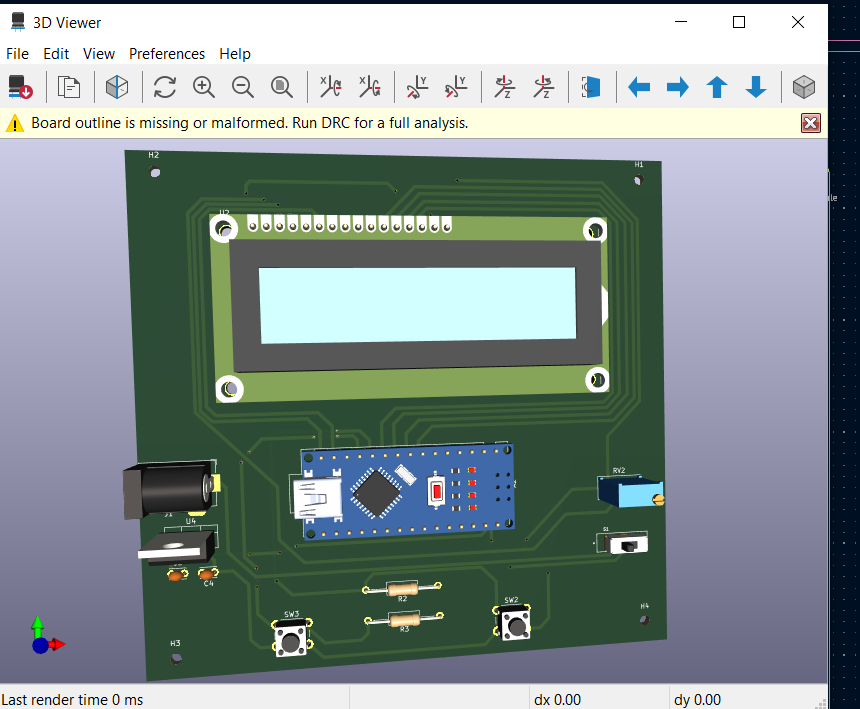 3D Viewer
File Edit View Preferences Help
Board outline is missing or malformed. Run DRC for a full analysis.
H2
H1
U2
RV2
J1
U4
S1
C4
R2
R3
SW3
SW2
H3
H4
Y
Y
Z
Z
Last render time 0 ms
dx 0.00
dy 0.00